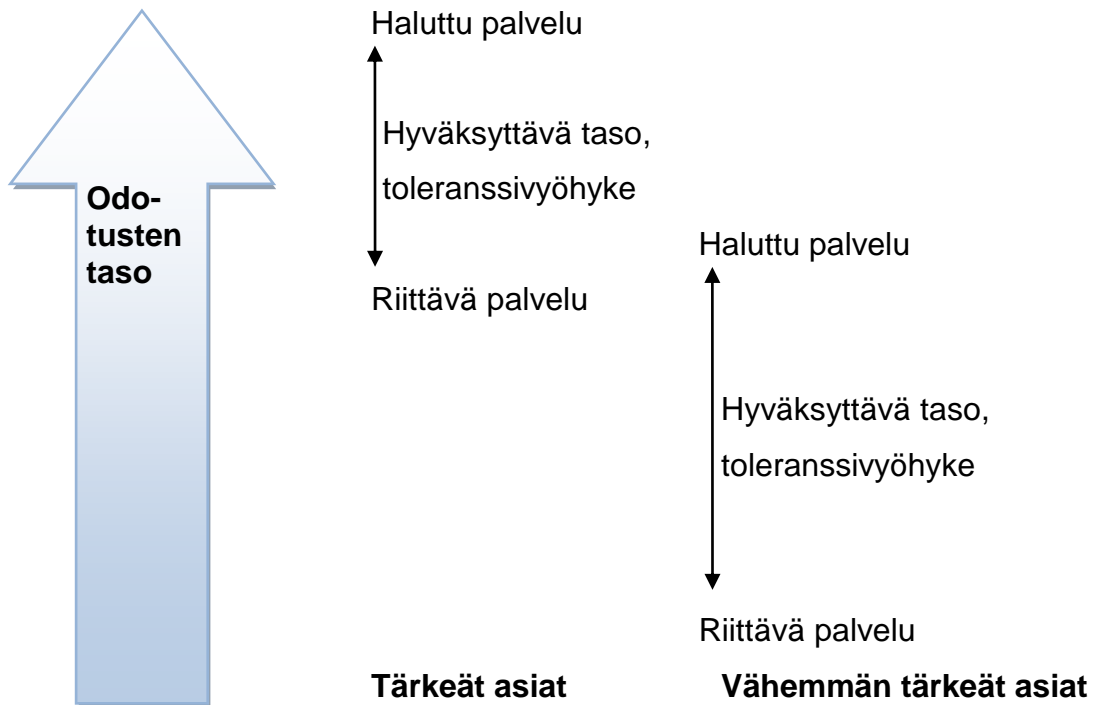 Odo-
tusten
taso
Haluttu palvelu
Hyväksyttävä taso,
toleranssivyöhyke
Riittävä palvelu
Haluttu palvelu
Hyväksyttävä taso,
toleranssivyöhyke
Riittävä palvelu
Tärkeät asiat
Vähemmän tärkeät asiat